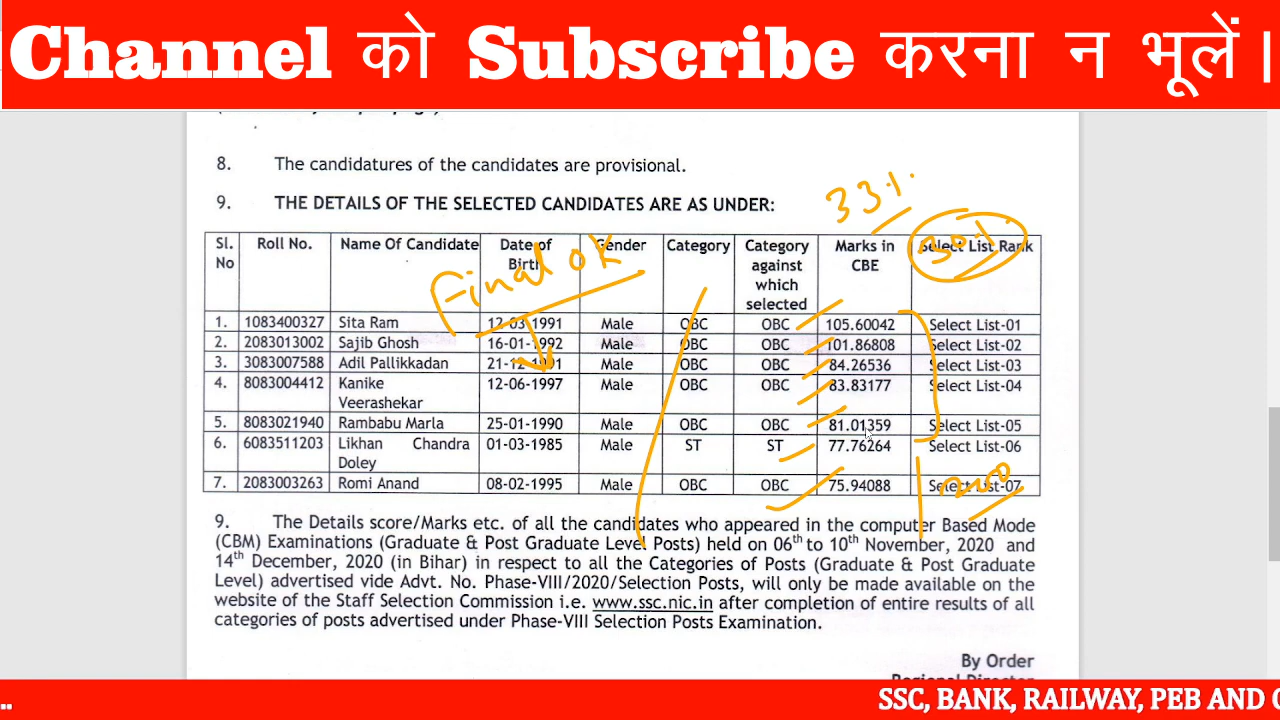 Channel को Subscribe करना न भूलें।
8. The candidatures of the candidates are provisional.
9. THE DETAILS OF THE SELECTED CANDIDATES ARE AS UNDER:
33%
30%
Final ok
Sl. No Roll No. Name Of Candidate Date of Birth Gender Category Category against which selected Marks in CBE Select List Rank
1. 1083400327 Sita Ram 12-03-1991 Male OBC OBC 105.60042 Select List-01
2. 2083013002 Sajib Ghosh 16-01-1992 Male OBC OBC 101.86808 Select List-02
3. 3083007588 Adil Pallikkadan 21-12-1991 Male OBC OBC 84.26536 Select List-03
4. 8083004412 Kanike Veerashekar 12-06-1997 Male OBC OBC 83.83177 Select List-04
5. 8083021940 Rambabu Marla 25-01-1990 Male OBC OBC 81.01359 Select List-05
6. 6083511203 Likhan Chandra Doley 01-03-1985 Male ST ST 77.76264 Select List-06
7. 2083003263 Romi Anand 08-02-1995 Male OBC OBC 75.94088 Select List-07
9. The Details score/Marks etc. of all the candidates who appeared in the computer Based Mode
(CBM) Examinations (Graduate & Post Graduate Level Posts) held on 06th to 10th November, 2020 and
14th December, 2020 (in Bihar) in respect to all the Categories of Posts (Graduate & Post Graduate
Level) advertised vide Advt. No. Phase-VIII/2020/Selection Posts, will only be made available on the
website of the Staff Selection Commission i.e. www.ssc.nic.in after completion of entire results of all
categories of posts advertised under Phase-VIII Selection Posts Examination.
By Order
Regional Director
.. SSC, BANK, RAILWAY, PEB AND